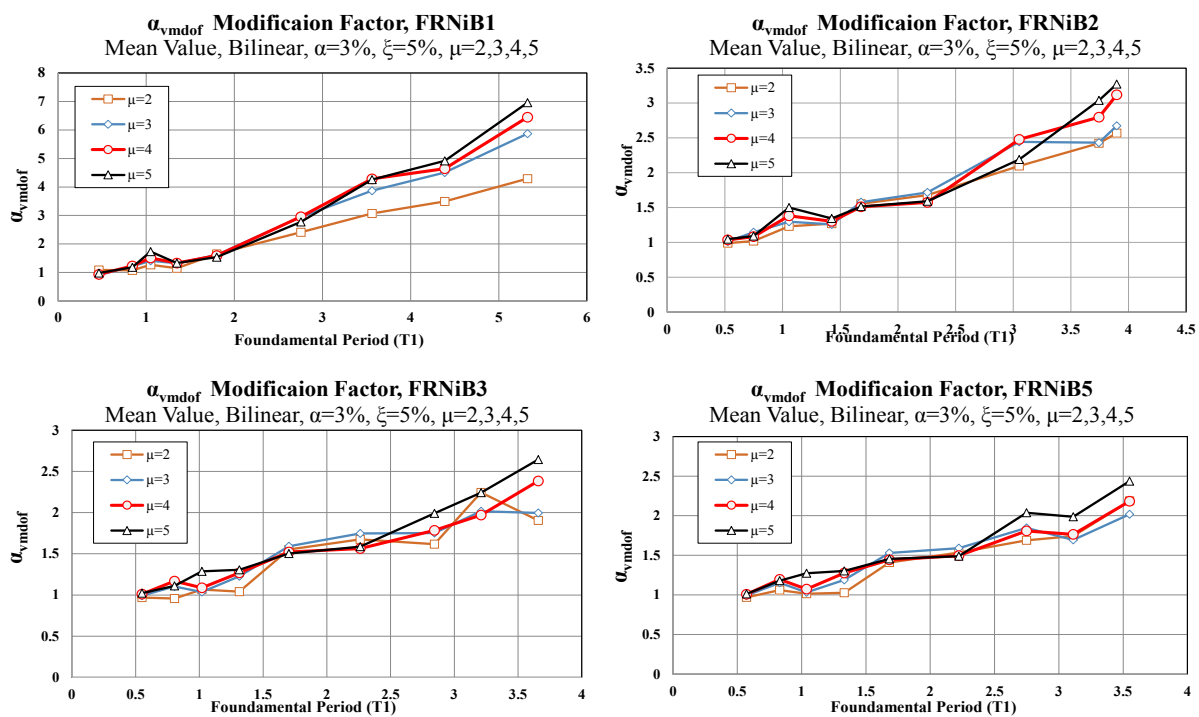 αvmdof Modificaion Factor, FRNiB1
Mean Value, Bilinear, α=3%, ξ=5%, μ=2,3,4,5
8
7
6
5
4
3
2
1
0
αvmdof
μ=2
μ=3
μ=4
μ=5
0 1 2 3 4 5 6
Foundamental Period (T1)
αvmdof Modificaion Factor, FRNiB2
Mean Value, Bilinear, α=3%, ξ=5%, μ=2,3,4,5
3.5
3
2.5
2
1.5
1
0.5
0
αvmdof
μ=2
μ=3
μ=4
μ=5
0 0.5 1 1.5 2 2.5 3 3.5 4 4.5
Foundamental Period (T1)
αvmdof Modificaion Factor, FRNiB3
Mean Value, Bilinear, α=3%, ξ=5%, μ=2,3,4,5
3
2.5
2
1.5
1
0.5
0
αvmdof
μ=2
μ=3
μ=4
μ=5
0 0.5 1 1.5 2 2.5 3 3.5 4
Foundamental Period (T1)
αvmdof Modificaion Factor, FRNiB5
Mean Value, Bilinear, α=3%, ξ=5%, μ=2,3,4,5
3
2.5
2
1.5
1
0.5
0
αvmdof
μ=2
μ=3
μ=4
μ=5
0 0.5 1 1.5 2 2.5 3 3.5 4
Foundamental Period (T1)